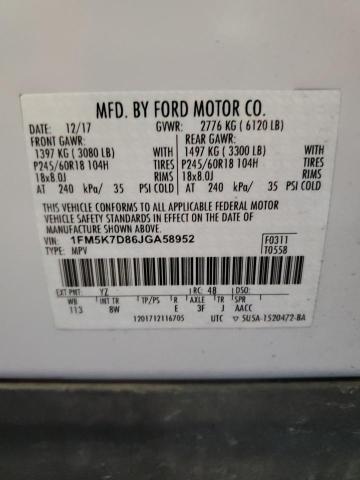 MFD. BY FORD MOTOR CO.
DATE: 12/17 GVWR: 2776 KG ( 6120 LB)
FRONT GAWR: REAR GAWR:
1397 KG ( 3080 LB) WITH 1497 KG ( 3300 LB) WITH
P245/60R18 104H TIRES P245/60R18 104H TIRES
18x8.0J RIMS 18x8.0J RIMS
AT 240 kPa/ 35 PSI COLD AT 240 kPa/ 35 PSI COLD
THIS VEHICLE CONFORMS TO ALL APPLICABLE FEDERAL MOTOR
VEHICLE SAFETY AND BUMPER STANDARDS IN EFFECT ON THE DATE OF
MANUFACTURE SHOWN ABOVE.
VIN: 1FM5K7D86JGA58952 F0311
TYPE: MPV T0558
EXT PNT: YZ RC: 48 DSO:
WB INT TR TP/PS R AXLE TR SPR
113 8W E 3F J AACC
1201712116705 UTC 5U5A-1520472-BA